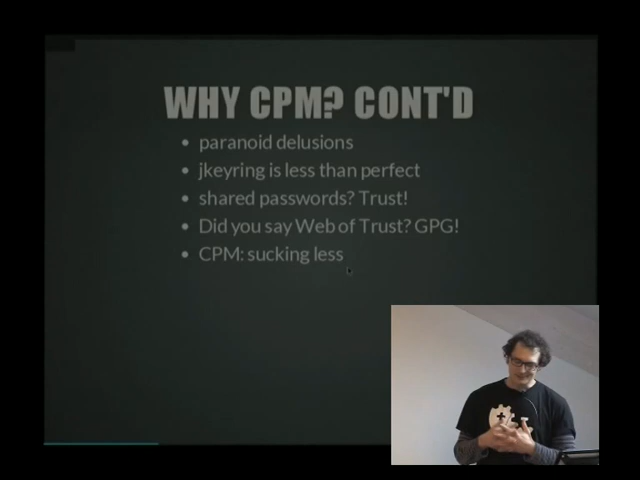 WHY CPM? CONT'D
paranoid delusions
jkeyring is less than perfect
shared passwords? Trust!
Did you say Web of Trust? GPG!
CPM: sucking less